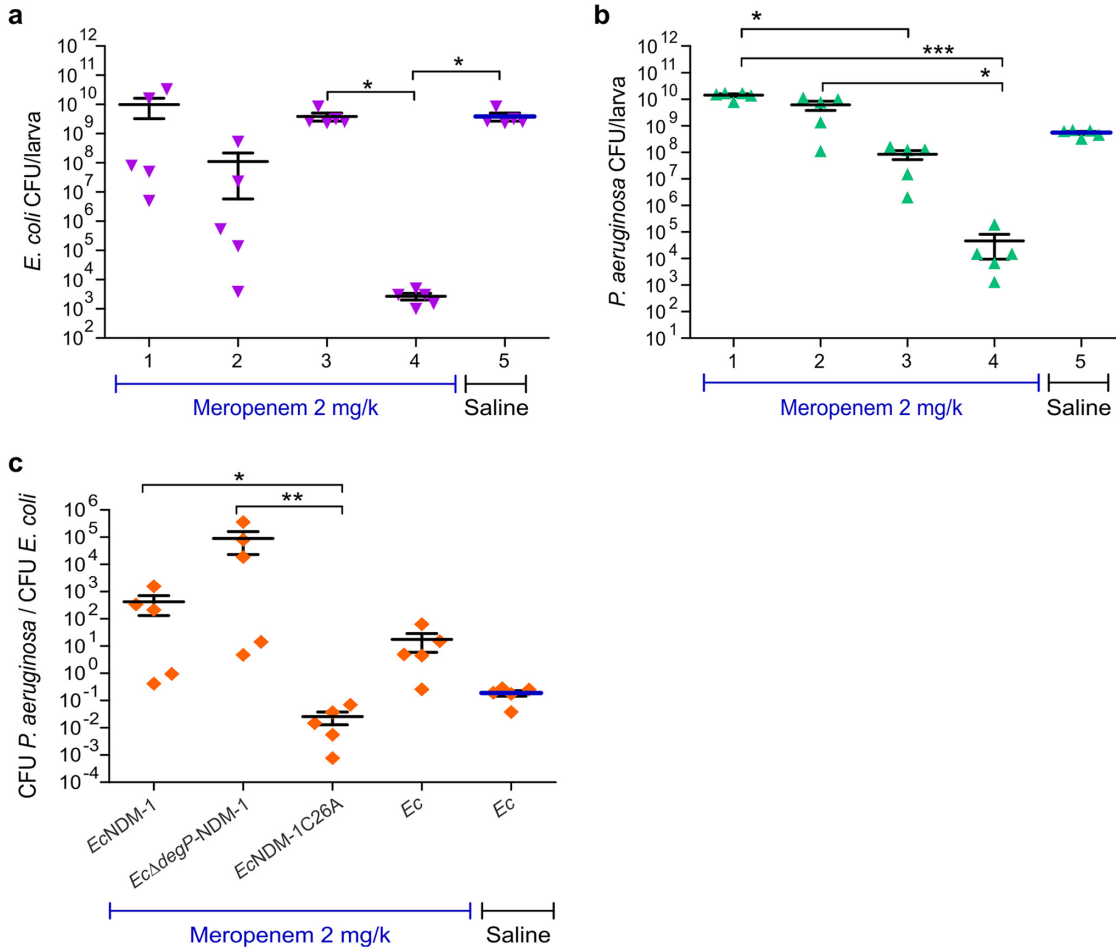 a
E. coli CFU/larva
10^12
10^11
10^10
10^9
10^8
10^7
10^6
10^5
10^4
10^3
10^2
*
*
1 2 3 4 5
Meropenem 2 mg/k
Saline
b
P. aeruginosa CFU/larva
10^12
10^11
10^10
10^9
10^8
10^7
10^6
10^5
10^4
10^3
10^2
10^1
*
***
*
1 2 3 4 5
Meropenem 2 mg/k
Saline
c
CFU P. aeruginosa / CFU E. coli
10^6
10^5
10^4
10^3
10^2
10^1
10^0
10^-1
10^-2
10^-3
10^-4
*
**
EcNDM-1
EcΔdegP-NDM-1
EcNDM-1C26A
Ec
Ec
Meropenem 2 mg/k
Saline